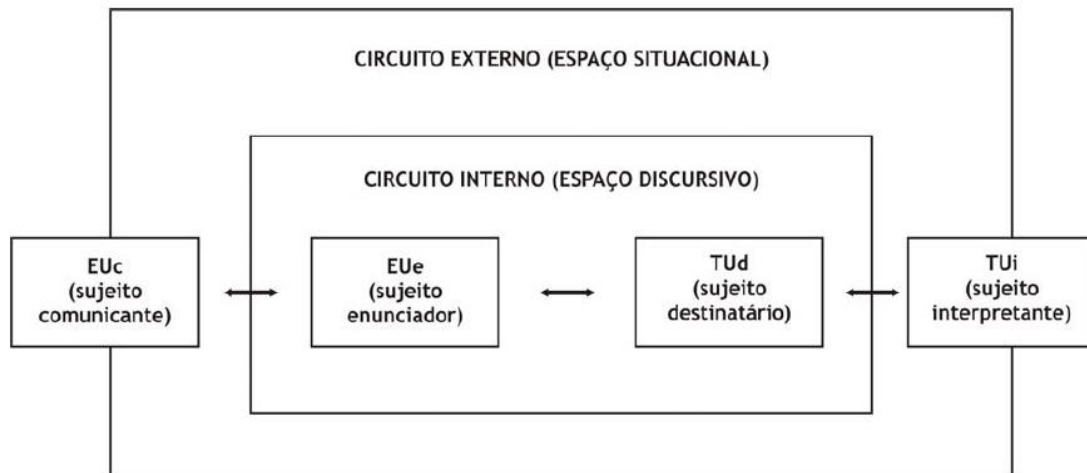 CIRCUITO EXTERNO (ESPAÇO SITUACIONAL)
CIRCUITO INTERNO (ESPAÇO DISCURSIVO)
EUc
(sujeito
comunicante)
EUe
(sujeito
enunciador)
TUd
(sujeito
destinatário)
TUi
(sujeito
interpretante)